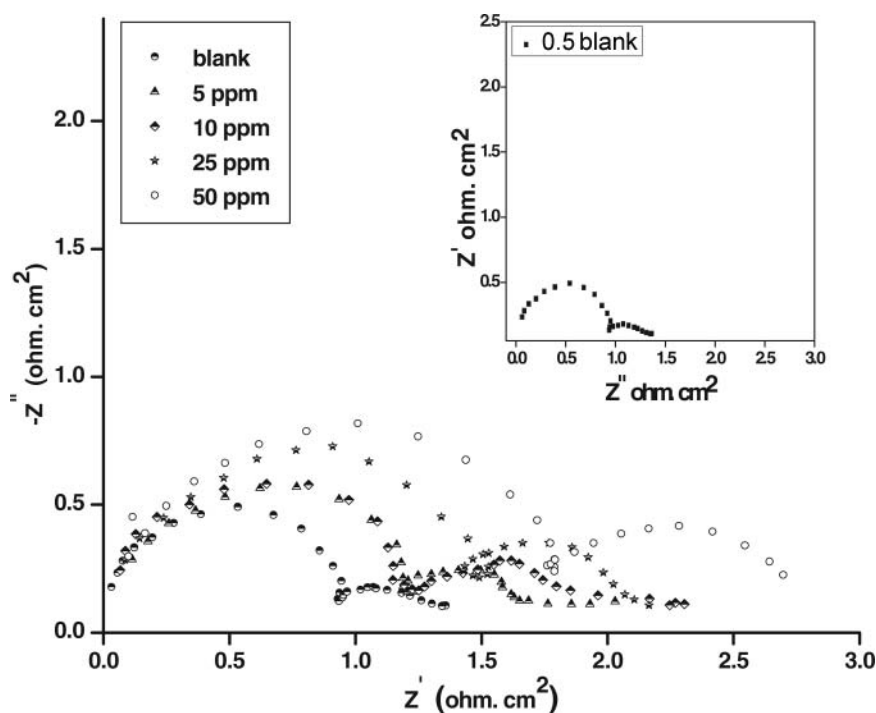 blank
5 ppm
10 ppm
25 ppm
50 ppm
2.0
1.5
1.0
0.5
0.0
-Z" (ohm. cm2)
0.0 0.5 1.0 1.5 2.0 2.5 3.0
Z' (ohm. cm2)
0.5 blank
2.5
2.0
1.5
1.0
0.5
Z' ohm. cm2
0.0 0.5 1.0 1.5 2.0 2.5 3.0
Z" ohm. cm2